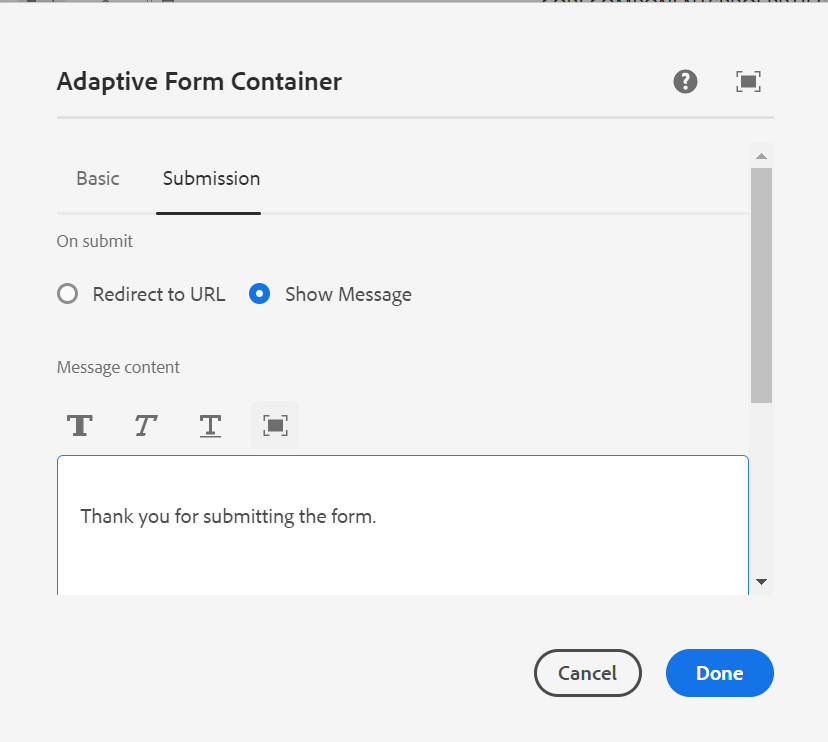 Adaptive Form Container
Basic Submission
On submit
Redirect to URL Show Message
Message content
T T T
Thank you for submitting the form.
Cancel Done